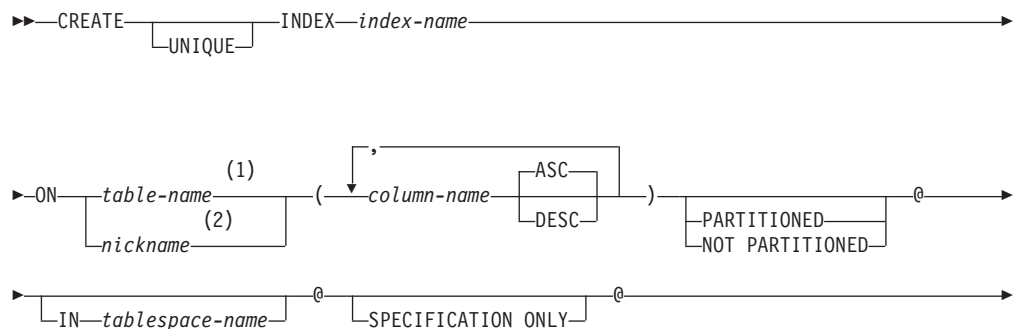 CREATE INDEX index-name
UNIQUE
,
(1) ASC
ON table-name ( column-name ) @
(2) DESC PARTITIONED
nickname NOT PARTITIONED
@ @
IN tablespace-name SPECIFICATION ONLY